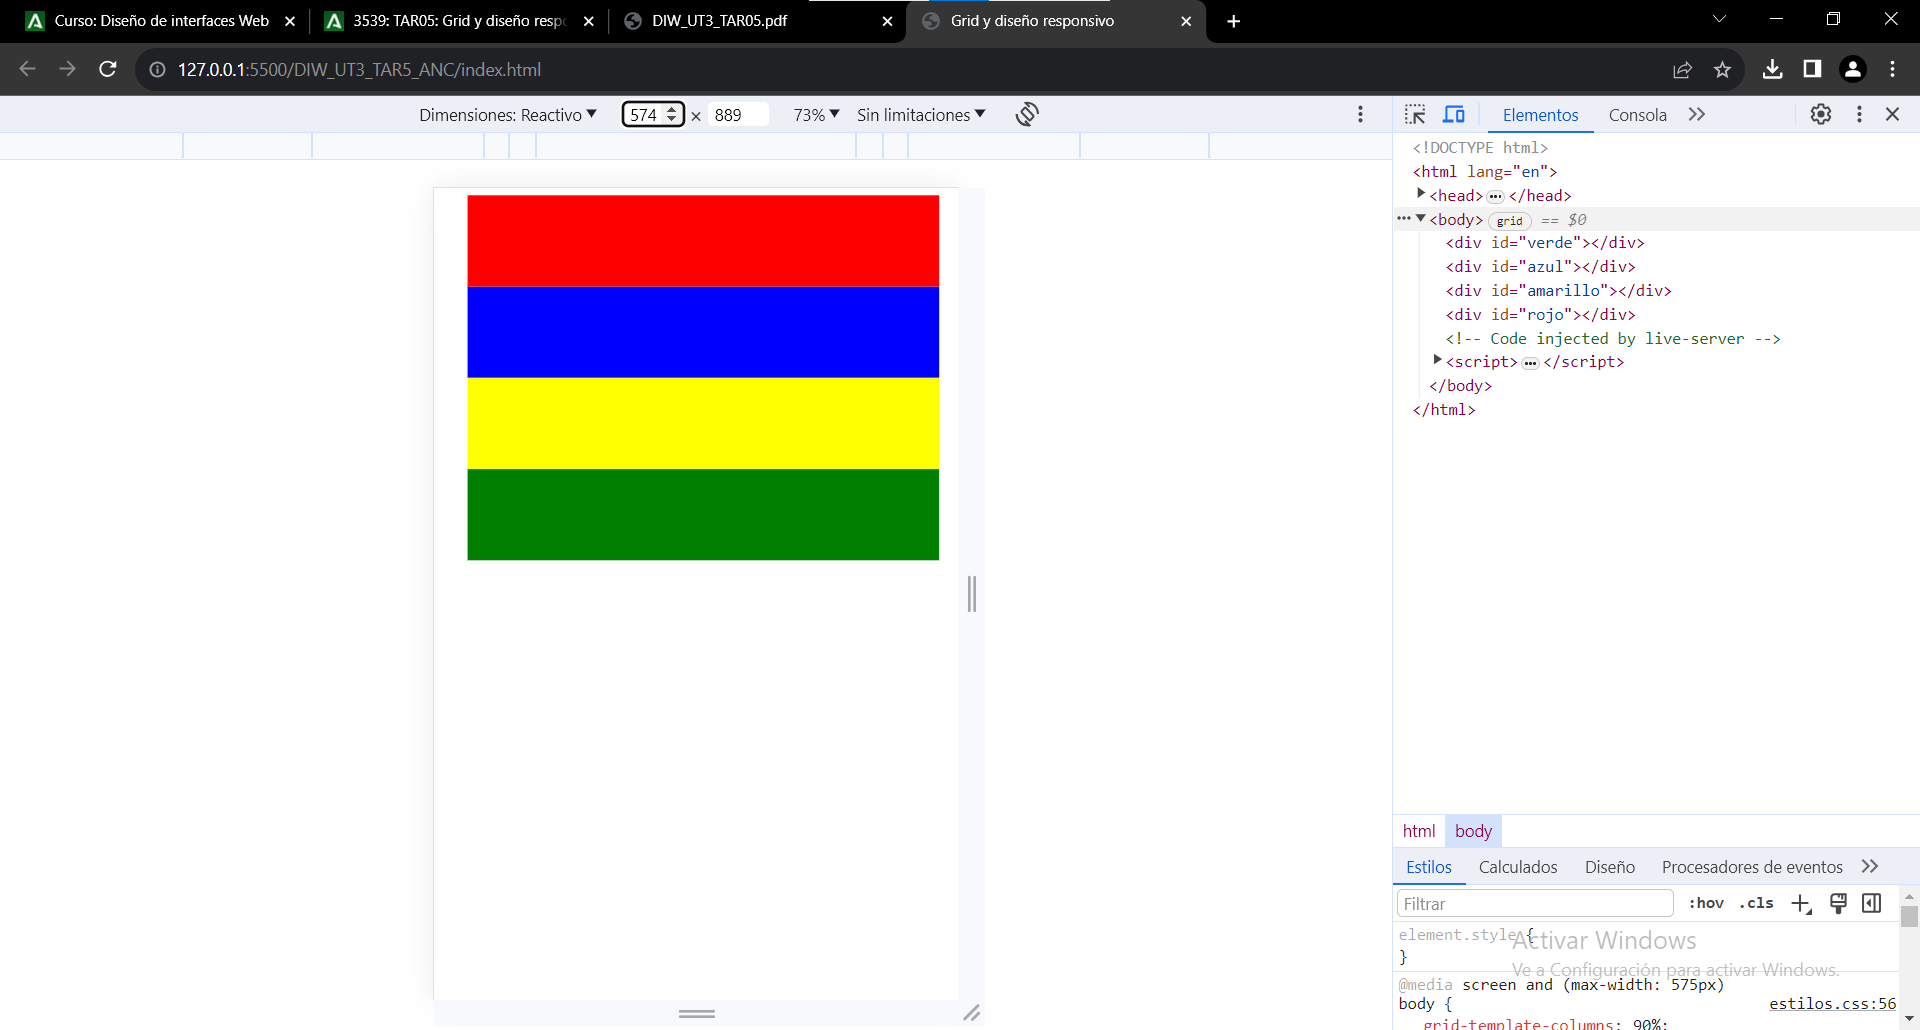 Curso: Diseño de interfaces Web
3539: TAR05: Grid y diseño resp
DIW_UT3_TAR05.pdf
Grid y diseño responsivo
127.0.0.1:5500/DIW_UT3_TAR5_ANC/index.html
Dimensiones: Reactivo
574 × 889
73%
Sin limitaciones
Elementos
Consola
<!DOCTYPE html>
<html lang="en">
<head> ••• </head>
••• <body> grid == $0
<div id="verde"></div>
<div id="azul"></div>
<div id="amarillo"></div>
<div id="rojo"></div>
<!-- Code injected by live-server -->
<script> ••• </script>
</body>
</html>
html
body
Estilos
Calculados
Diseño
Procesadores de eventos
Filtrar
:hov
.cls
element.style {
}
Activar Windows
Ve a Configuración para activar Windows.
@media screen and (max-width: 575px)
body {
estilos.css:56
grid-template-columns: 90%;